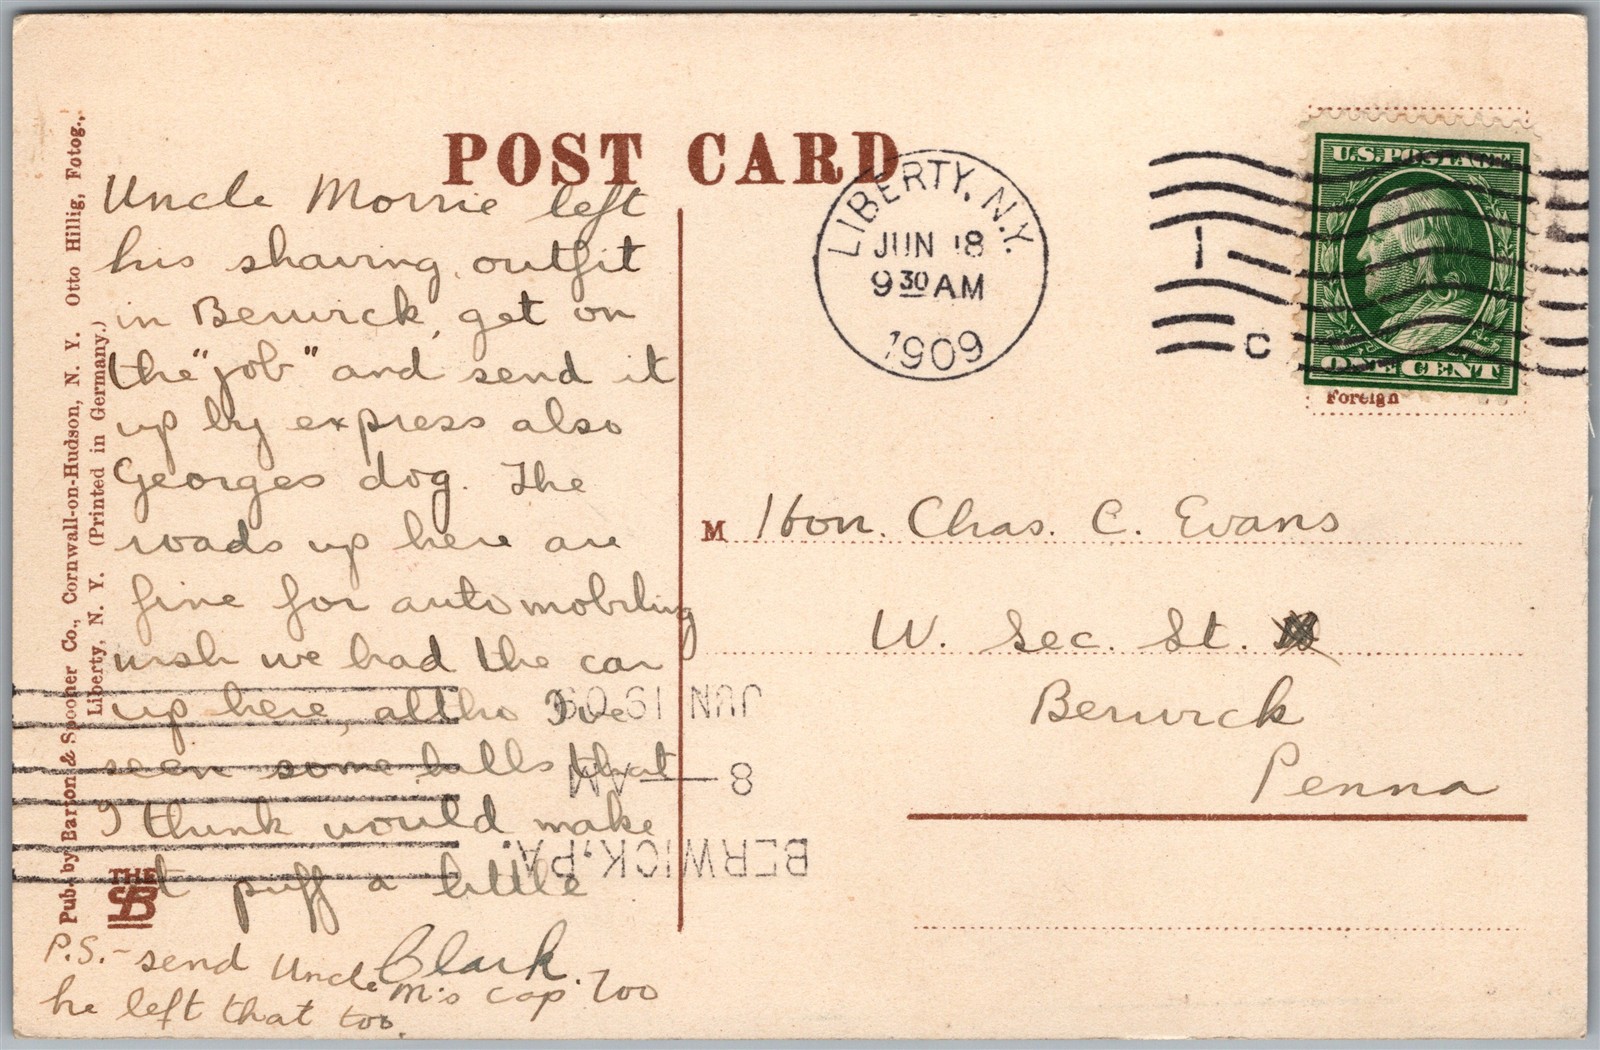 POST CARD
Uncle Morrie left
his shaving outfit
in Berwick, get on
the "job" and send it
up by express also
Georges dog. The
roads up here are
fine for automobiling
wish we had the car
up here, altho I've
seen some hills that
I think would make
it puff a little
Clark.
P.S.- send Uncle M's cap too
he left that too.
Pub. by Barton & Spooner Co., Cornwall-on-Hudson, N. Y. Otto Hillig, Fotog.,
Liberty, N. Y. (Printed in Germany.)
THE
SB
LIBERTY, N.Y.
JUN 18
9 30 AM
1909
1
C
U.S. POSTAGE
ONE CENT
Foreign
M Hon. Chas. C. Evans
W. Sec. St.
Berwick
Penna
BERWICK, PA.
8 — AM
JUN 19 09